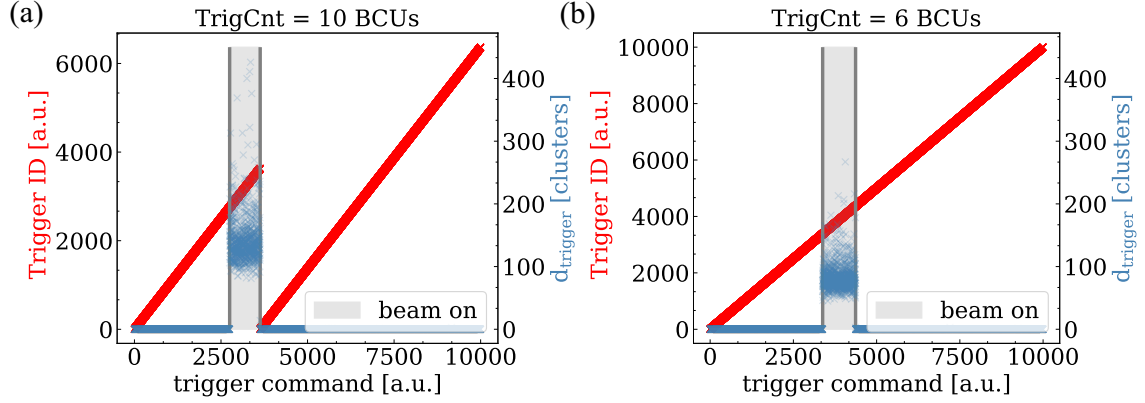 (a)
TrigCnt = 10 BCUs
Trigger ID [a.u.]
6000
4000
2000
0
400
300
200
100
0
d_trigger [clusters]
beam on
0 2500 5000 7500 10000
trigger command [a.u.]
(b)
TrigCnt = 6 BCUs
Trigger ID [a.u.]
10000
8000
6000
4000
2000
0
400
300
200
100
0
d_trigger [clusters]
beam on
0 2500 5000 7500 10000
trigger command [a.u.]